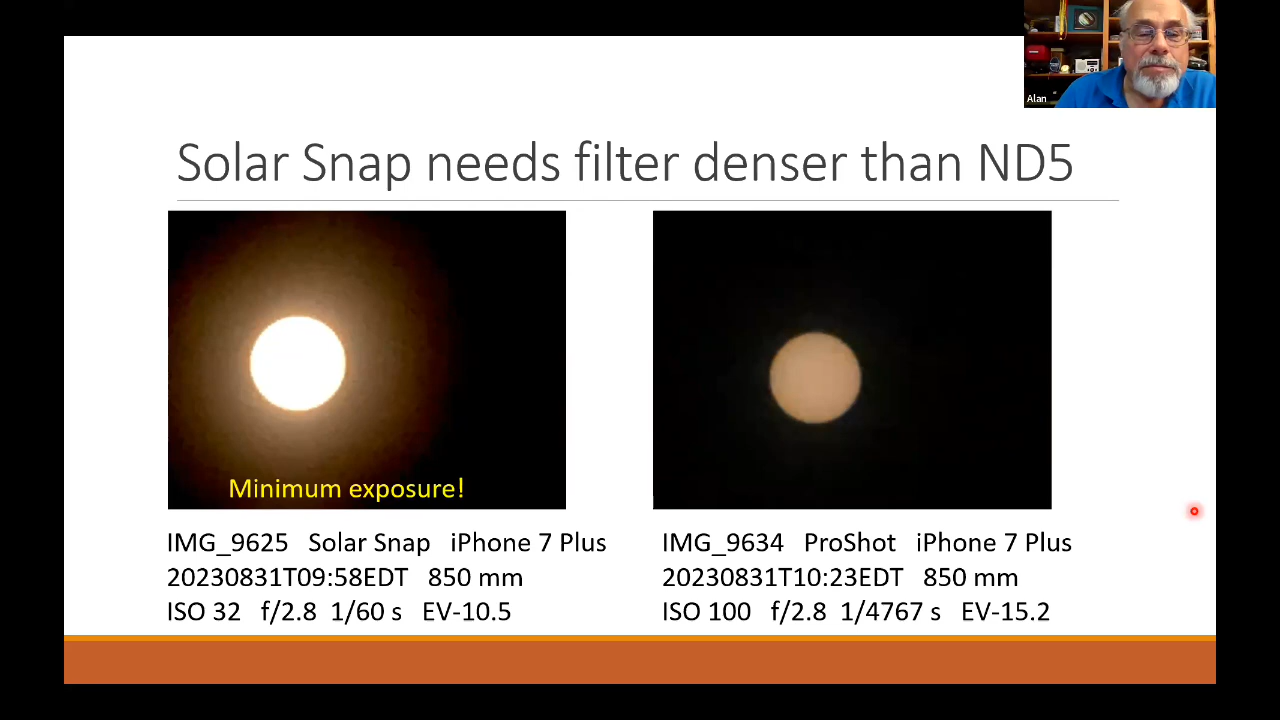 Alan
Solar Snap needs filter denser than ND5
Minimum exposure!
IMG_9625 Solar Snap iPhone 7 Plus
20230831T09:58EDT 850 mm
ISO 32 f/2.8 1/60 s EV-10.5
IMG_9634 ProShot iPhone 7 Plus
20230831T10:23EDT 850 mm
ISO 100 f/2.8 1/4767 s EV-15.2